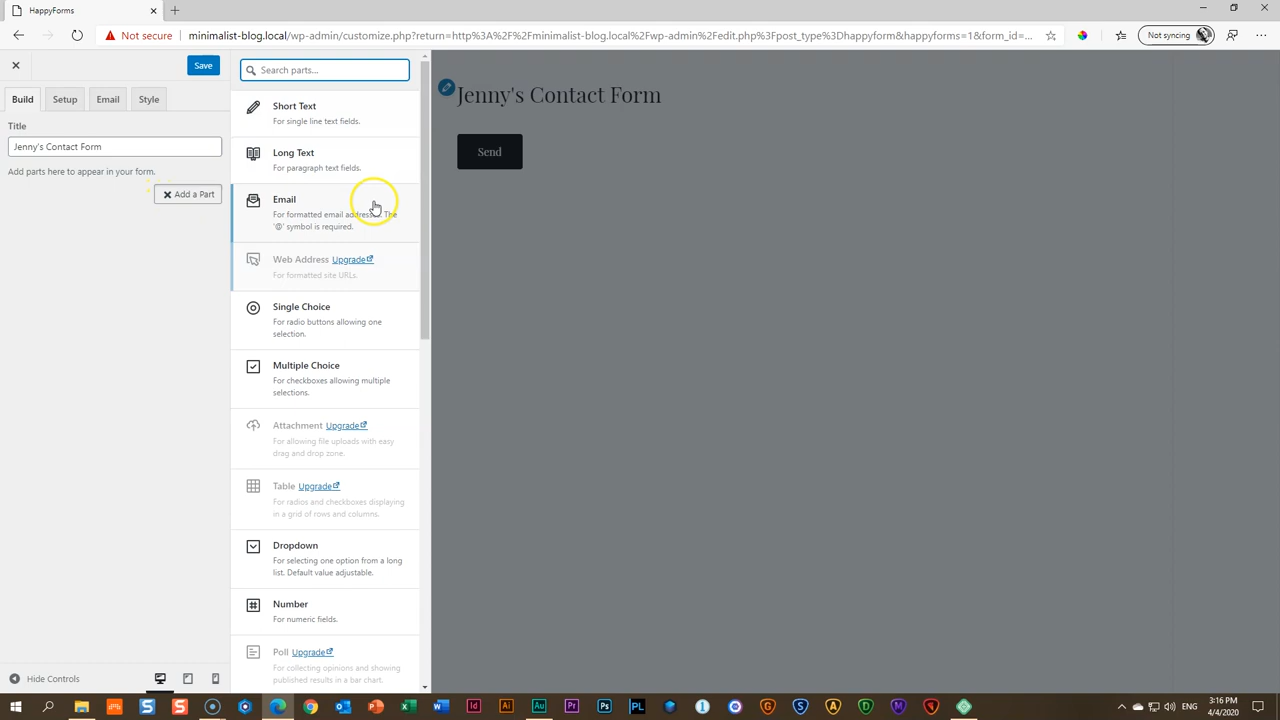 HappyForms
Not secure
minimalist-blog.local/wp-admin/customize.php?return=http%3A%2F%2Fminimalist-blog.local%2Fwp-admin%2Fedit.php%3Fpost_type%3Dhappyform&happyforms=1&form_id=...
Not syncing
Save
Search parts...
Build
Setup
Email
Style
Title
Jenny's Contact Form
Add parts here to appear in your form.
Add a Part
Short Text
For single line text fields.
Long Text
For paragraph text fields.
Email
For formatted email addresses. The
'@' symbol is required.
Web Address Upgrade
For formatted site URLs.
Single Choice
For radio buttons allowing one
selection.
Multiple Choice
For checkboxes allowing multiple
selections.
Attachment Upgrade
For allowing file uploads with easy
drag and drop zone.
Table Upgrade
For radios and checkboxes displaying
in a grid of rows and columns.
Dropdown
For selecting one option from a long
list. Default value adjustable.
Number
For numeric fields.
Poll Upgrade
For collecting opinions and showing
published results in a bar chart.
Jenny's Contact Form
Send
Hide Controls
3:16 PM
4/4/2020